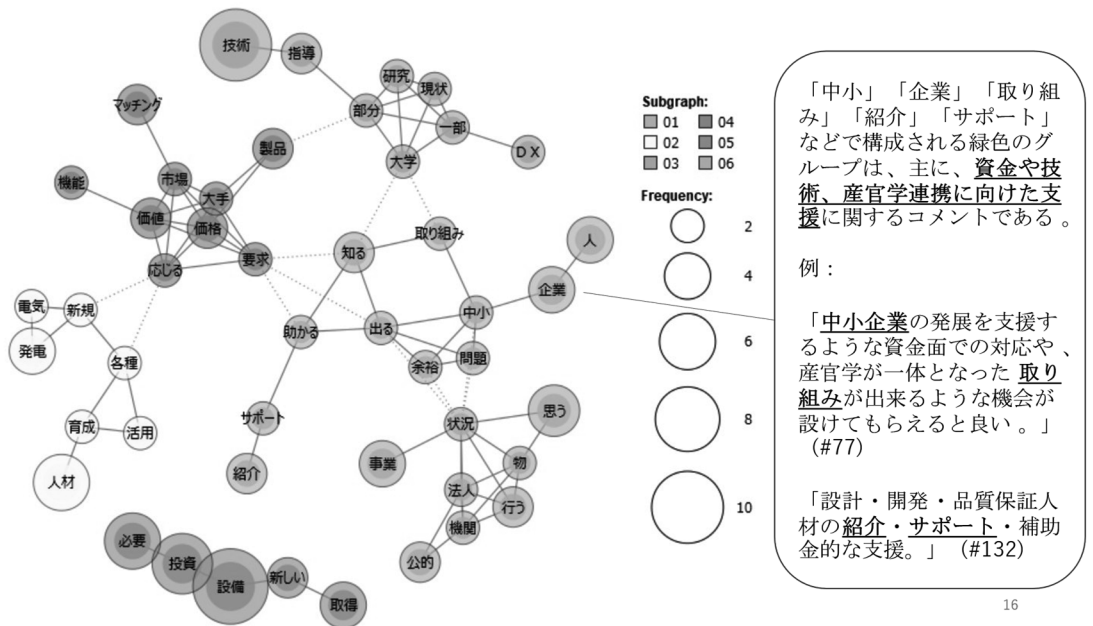 技術
指導
研究
現状
部分
一部
大学
ＤＸ
マッチング
製品
機能
市場
大手
価値
価格
応じる
要求
知る
取り組み
人
企業
中小
助かる
出る
余裕
問題
電気
新規
発電
各種
育成
活用
人材
サポート
紹介
状況
思う
事業
物
法人
行う
機関
公的
必要
投資
設備
新しい
取得
Subgraph:
01 04
02 05
03 06
Frequency:
2
4
6
8
10
「中小」「企業」「取り組
み」「紹介」「サポート」
などで構成される緑色のグ
ループは、主に、資金や技
術、産官学連携に向けた支
援に関するコメントである 。
例：
「中小企業の発展を支援す
るような資金面での対応や 、
産官学が一体となった 取り
組みが出来るような機会が
設けてもらえると良い 。」
（#77）
「設計・開発・品質保証人
材の紹介・サポート・補助
金的な支援。」（#132）
16